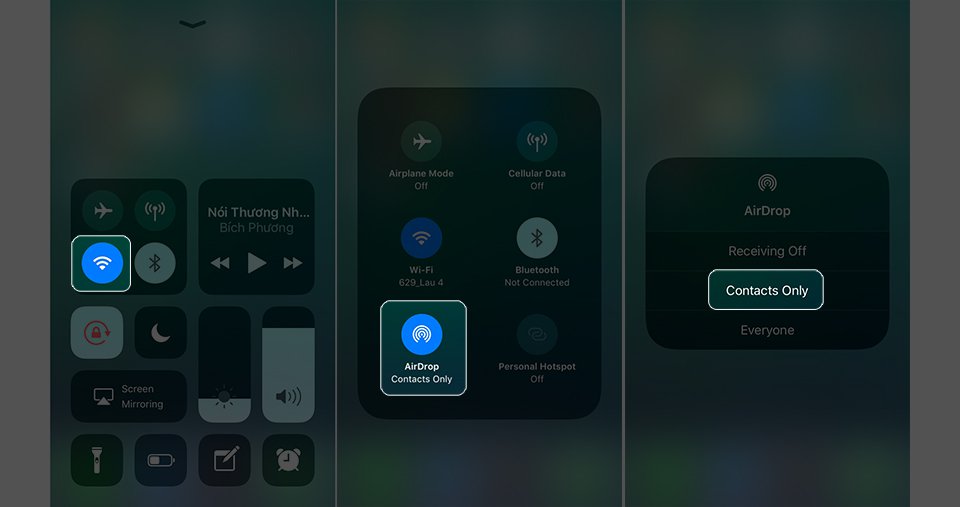 Nói Thương Nh...
Bích Phương
Screen
Mirroring
Airplane Mode
Off
Cellular Data
Off
Wi-Fi
629_Lau 4
Bluetooth
Not Connected
AirDrop
Contacts Only
Personal Hotspot
Off
AirDrop
Receiving Off
Contacts Only
Everyone